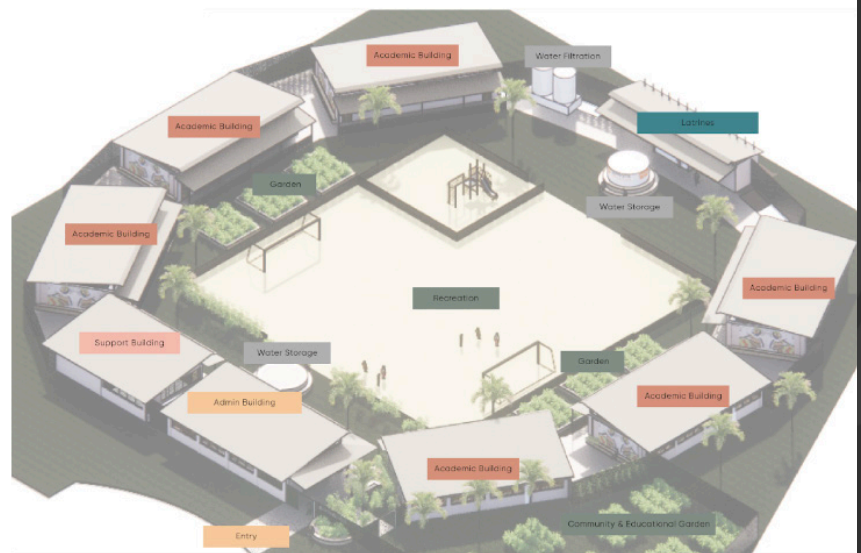 Academic Building
Water Filtration
Academic Building
Latrines
Garden
Water Storage
Academic Building
Academic Building
Recreation
Support Building
Water Storage
Garden
Admin Building
Academic Building
Academic Building
Community & Educational Garden
Entry